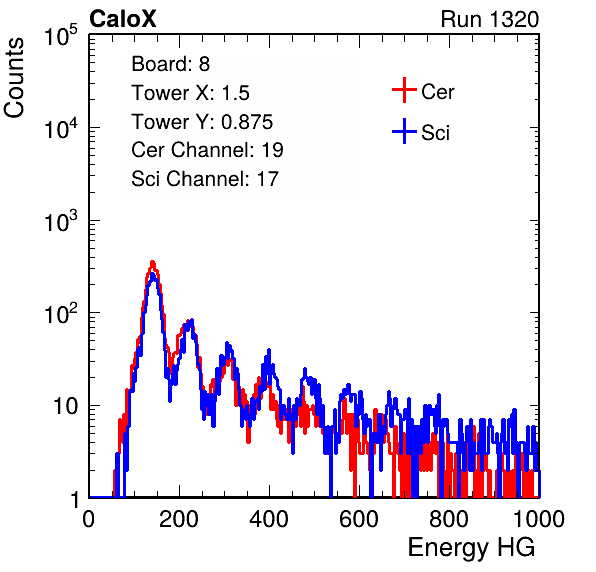 CaloX Run 1320
Counts
10^5
10^4
10^3
10^2
10
1
Board: 8
Tower X: 1.5
Tower Y: 0.875
Cer Channel: 19
Sci Channel: 17
Cer
Sci
0 200 400 600 800 1000
Energy HG